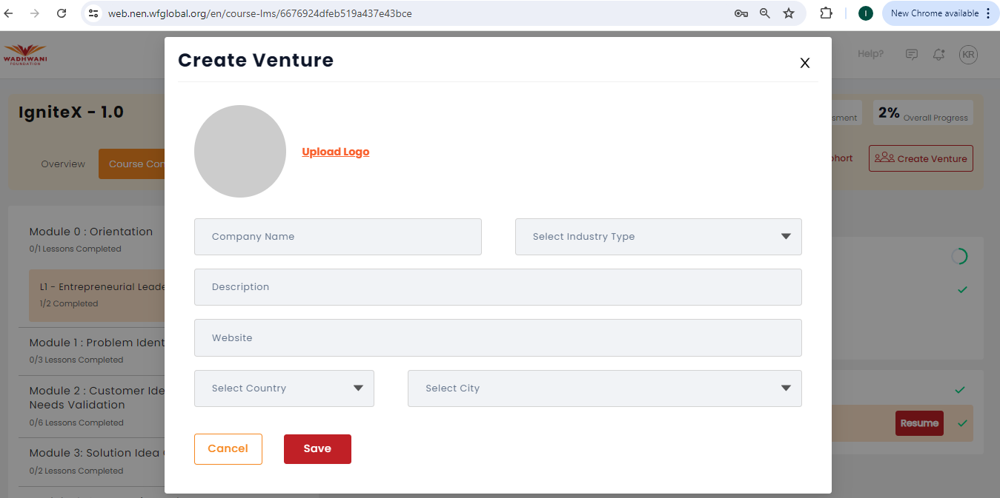 web.nen.wfglobal.org/en/course-lms/6676924dfeb519a437e43bce
I
New Chrome available
WADHWANI
FOUNDATION
Create Venture
X
Help?
KR
IgniteX - 1.0
2% Overall Progress
Overview
Course Con
Create Venture
Upload Logo
Module 0 : Orientation
0/1 Lessons Completed
Company Name
Select Industry Type
L1 - Entrepreneurial Leade
1/2 Completed
Description
Module 1 : Problem Ident
0/3 Lessons Completed
Website
Module 2 : Customer Ide
Needs Validation
0/6 Lessons Completed
Select Country
Select City
Resume
Module 3: Solution Idea
0/2 Lessons Completed
Cancel
Save